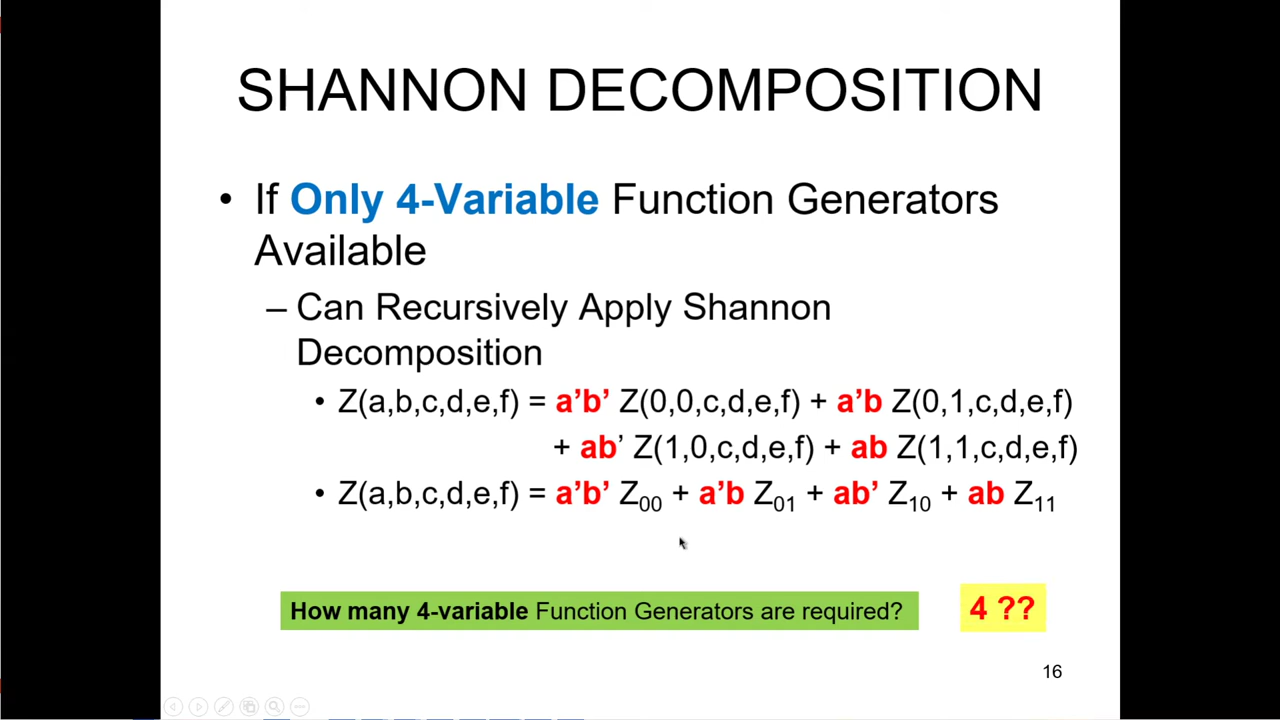 SHANNON DECOMPOSITION
• If Only 4-Variable Function Generators
Available
– Can Recursively Apply Shannon
Decomposition
• Z(a,b,c,d,e,f) = a’b’ Z(0,0,c,d,e,f) + a’b Z(0,1,c,d,e,f)
+ ab’ Z(1,0,c,d,e,f) + ab Z(1,1,c,d,e,f)
• Z(a,b,c,d,e,f) = a’b’ Z₀₀ + a’b Z₀₁ + ab’ Z₁₀ + ab Z₁₁
How many 4-variable Function Generators are required?
4 ??
16